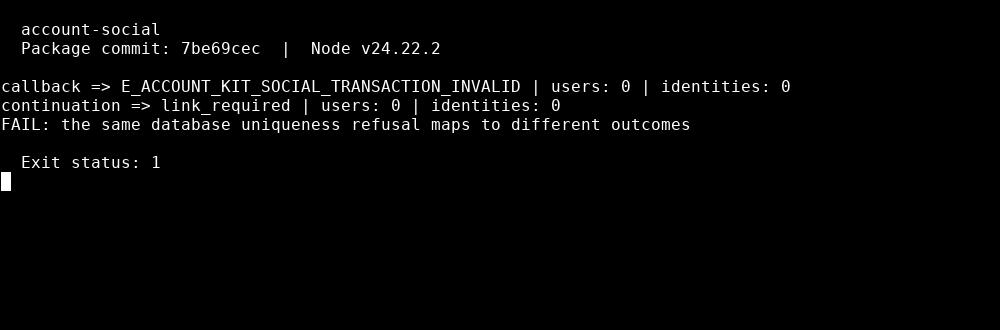 account-social
Package commit: 7be69cec | Node v24.22.2
callback => E_ACCOUNT_KIT_SOCIAL_TRANSACTION_INVALID | users: 0 | identities: 0
continuation => link_required | users: 0 | identities: 0
FAIL: the same database uniqueness refusal maps to different outcomes
Exit status: 1